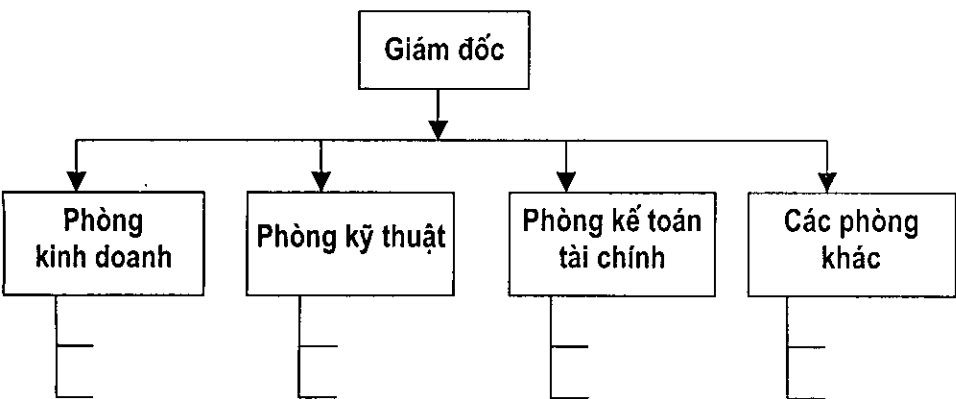 Giám đốc
Phòng
kinh doanh
Phòng kỹ thuật
Phòng kế toán
tài chính
Các phòng
khác